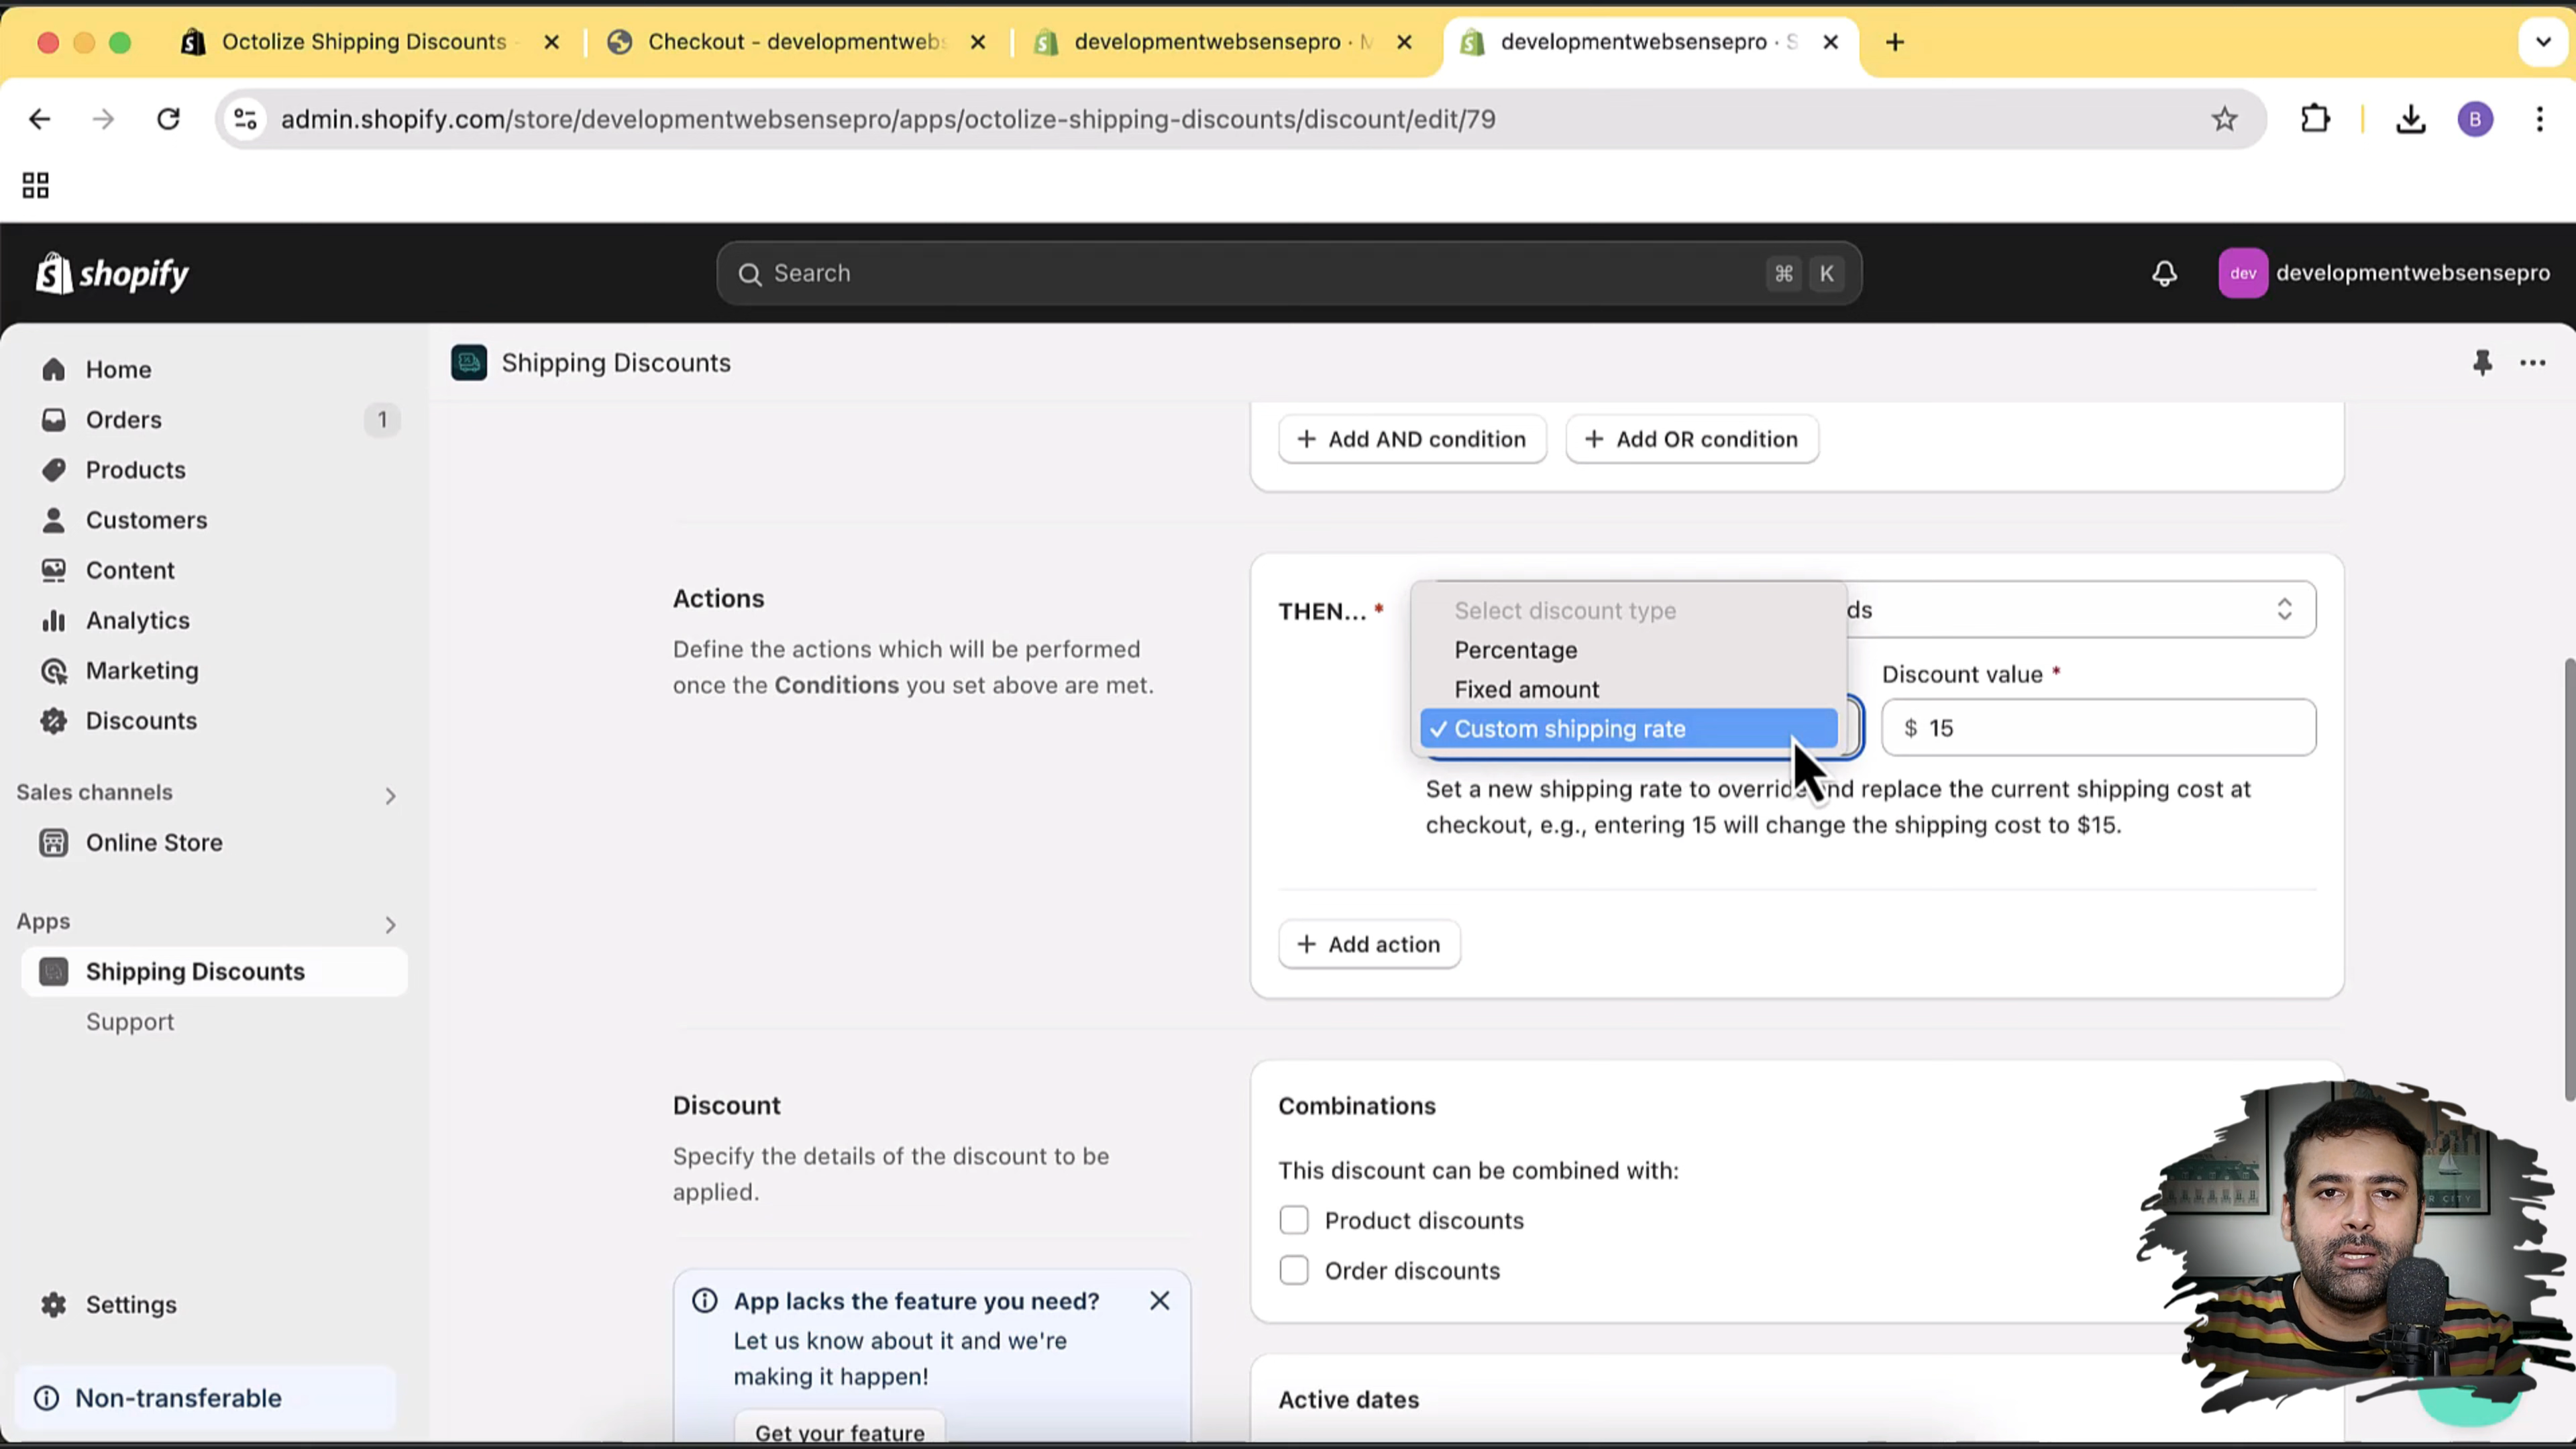 Octolize Shipping Discounts
Checkout - developmentwebs
developmentwebsensepro · M
developmentwebsensepro · S
admin.shopify.com/store/developmentwebsensepro/apps/octolize-shipping-discounts/discount/edit/79
B
shopify
Search
⌘ K
dev
developmentwebsensepro
Home
Orders
1
Products
Customers
Content
Analytics
Marketing
Discounts
Sales channels
Online Store
Apps
Shipping Discounts
Support
Settings
Non-transferable
Shipping Discounts
+ Add AND condition
+ Add OR condition
Actions
Define the actions which will be performed
once the Conditions you set above are met.
THEN... *
ds
Select discount type
Percentage
Fixed amount
✓ Custom shipping rate
Discount value *
$ 15
Set a new shipping rate to override and replace the current shipping cost at
checkout, e.g., entering 15 will change the shipping cost to $15.
+ Add action
Discount
Specify the details of the discount to be
applied.
App lacks the feature you need?
Let us know about it and we're
making it happen!
Get your feature
Combinations
This discount can be combined with:
Product discounts
Order discounts
Active dates
R CITY